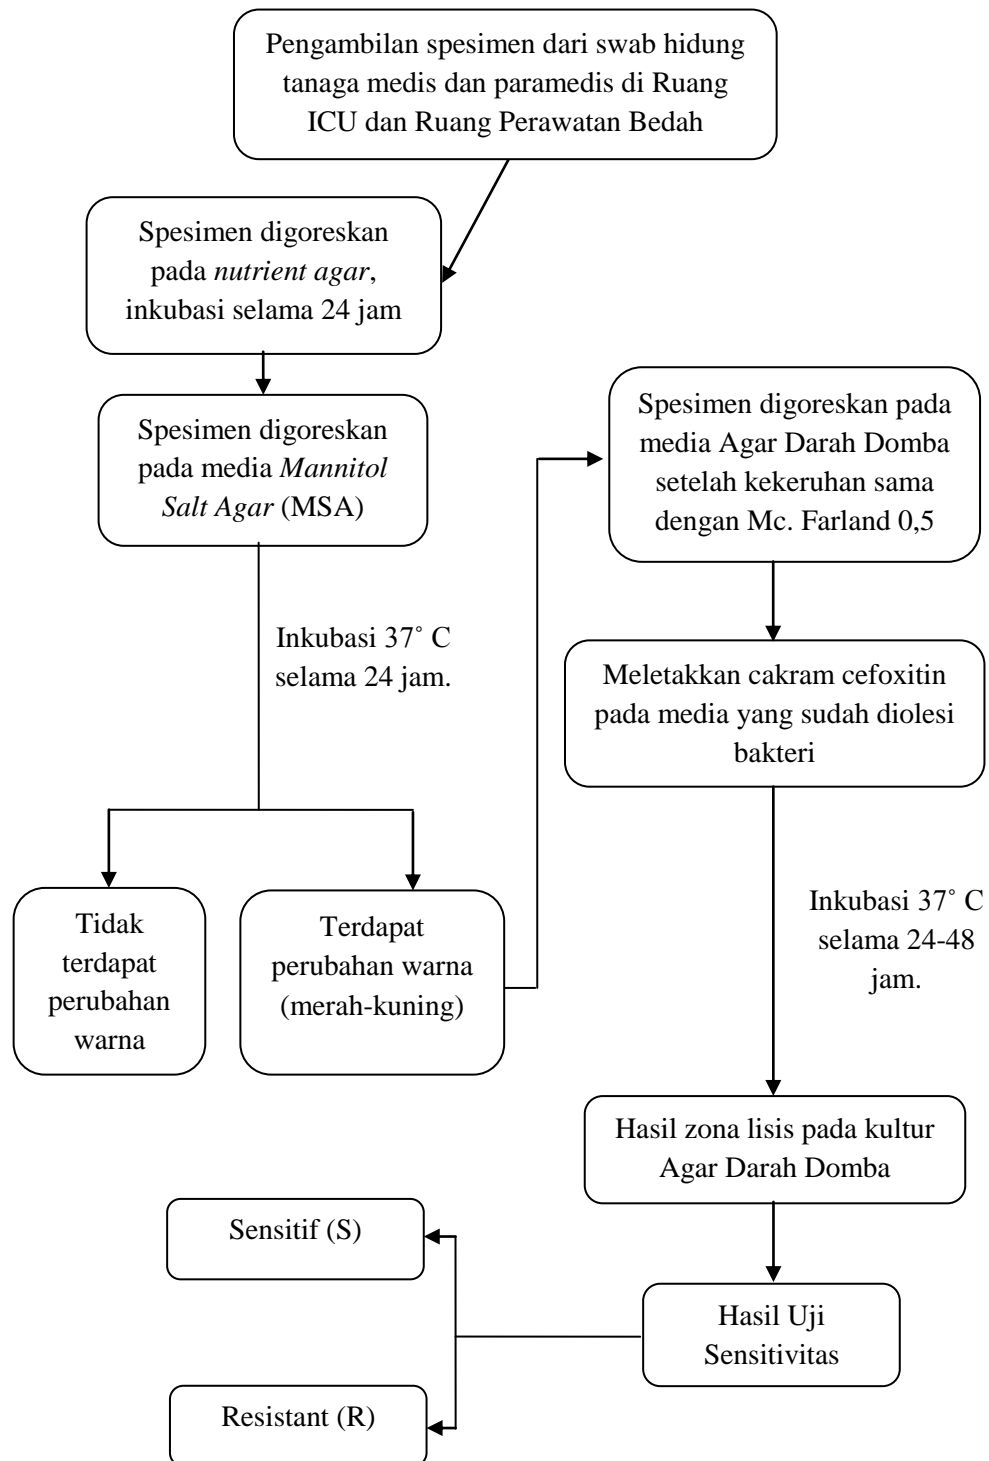 Pengambilan spesimen dari swab hidung
tanaga medis dan paramedis di Ruang
ICU dan Ruang Perawatan Bedah
Spesimen digoreskan
pada nutrient agar,
inkubasi selama 24 jam
Spesimen digoreskan
pada media Mannitol
Salt Agar (MSA)
Inkubasi 37˚ C
selama 24 jam.
Tidak
terdapat
perubahan
warna
Terdapat
perubahan warna
(merah-kuning)
Spesimen digoreskan pada
media Agar Darah Domba
setelah kekeruhan sama
dengan Mc. Farland 0,5
Meletakkan cakram cefoxitin
pada media yang sudah diolesi
bakteri
Inkubasi 37˚ C
selama 24-48
jam.
Hasil zona lisis pada kultur
Agar Darah Domba
Hasil Uji
Sensitivitas
Sensitif (S)
Resistant (R)